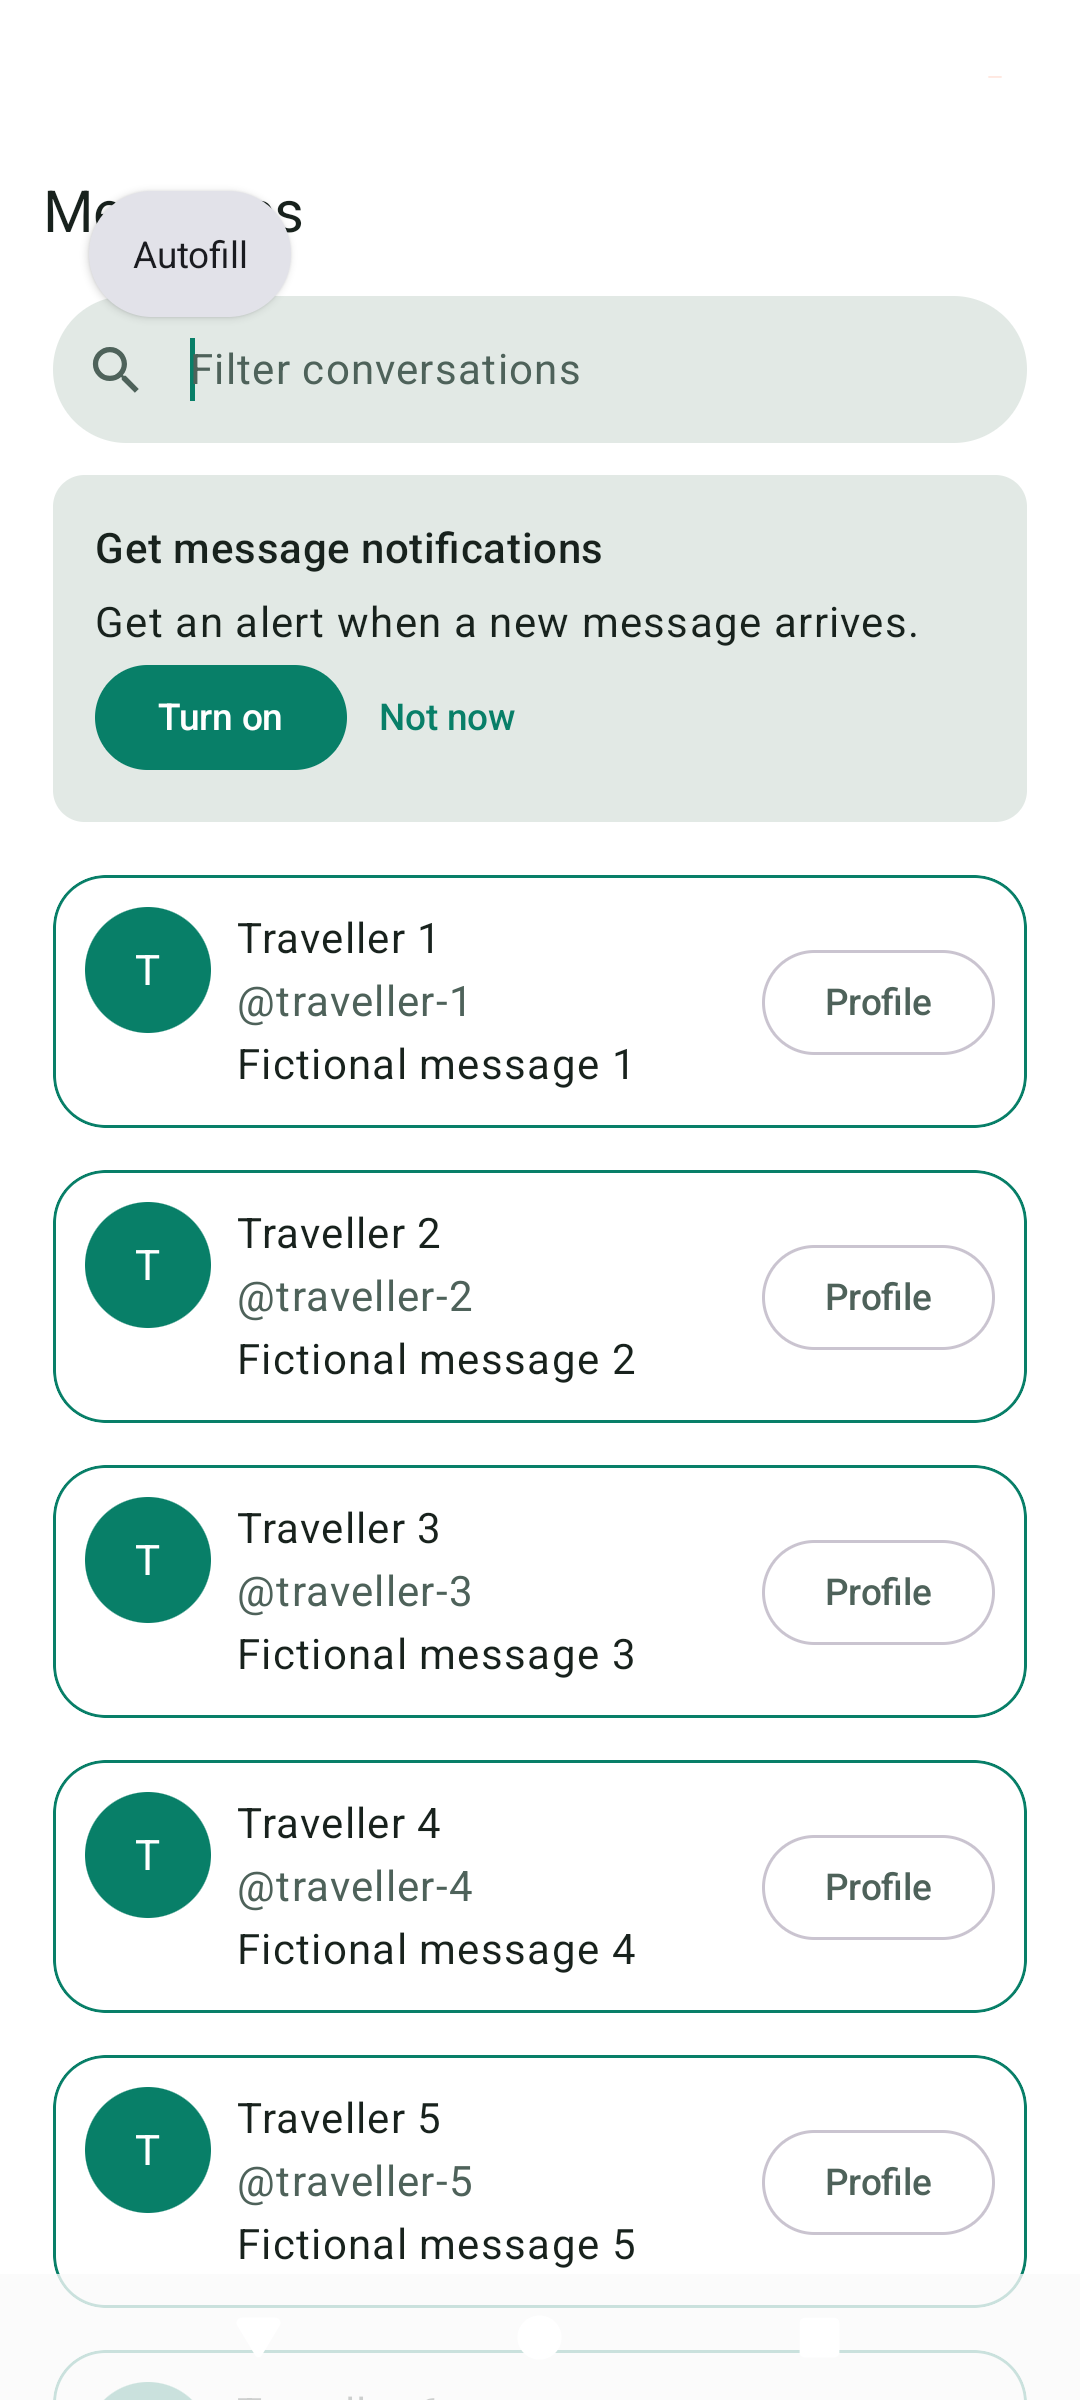 Autofill
Filter conversations
Get message notifications
Get an alert when a new message arrives.
Turn on
Not now
T
Traveller 1
@traveller-1
Fictional message 1
Profile
T
Traveller 2
@traveller-2
Fictional message 2
Profile
T
Traveller 3
@traveller-3
Fictional message 3
Profile
T
Traveller 4
@traveller-4
Fictional message 4
Profile
T
Traveller 5
@traveller-5
Fictional message 5
Profile